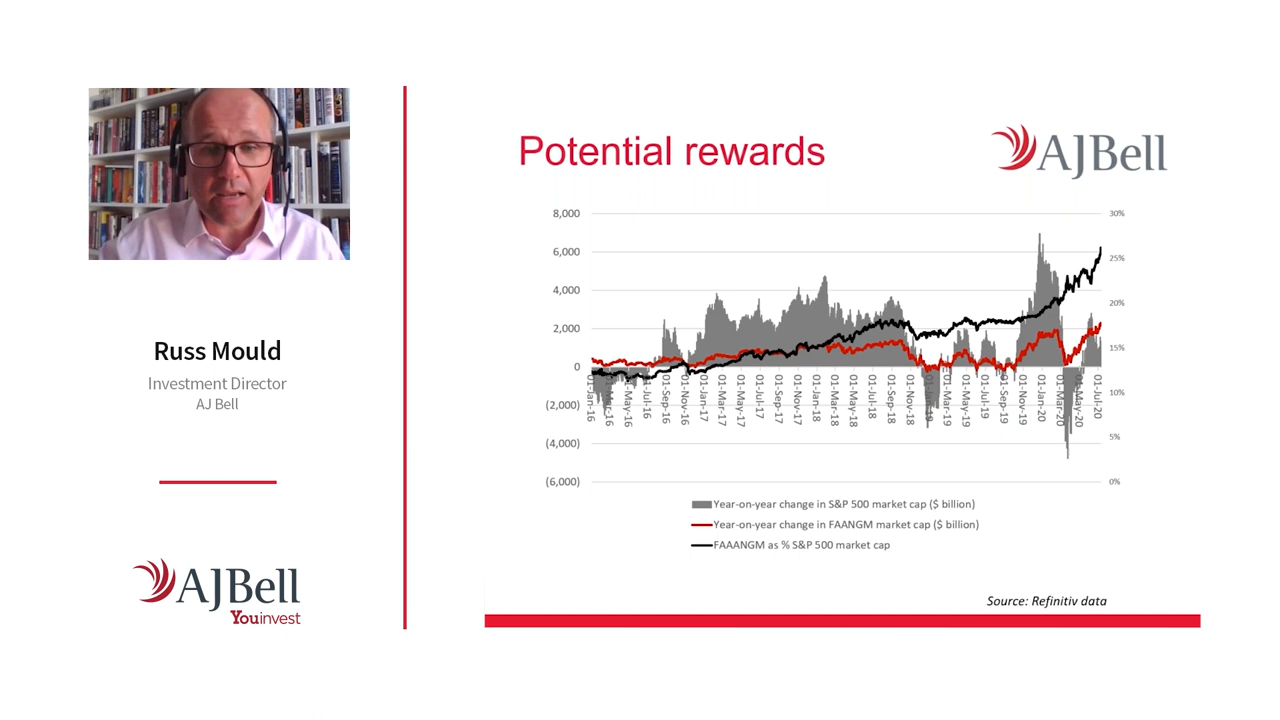 Russ Mould
Investment Director
AJ Bell
AJBell
Youinvest
Potential rewards
AJBell
8,000
6,000
4,000
2,000
0
(2,000)
(4,000)
(6,000)
30%
25%
20%
15%
10%
5%
0%
01-Jan-16
01-Mar-16
01-May-16
01-Jul-16
01-Sep-16
01-Nov-16
01-Jan-17
01-Mar-17
01-May-17
01-Jul-17
01-Sep-17
01-Nov-17
01-Jan-18
01-Mar-18
01-May-18
01-Jul-18
01-Sep-18
01-Nov-18
01-Jan-19
01-Mar-19
01-May-19
01-Jul-19
01-Sep-19
01-Nov-19
01-Jan-20
01-Mar-20
01-May-20
01-Jul-20
Year-on-year change in S&P 500 market cap ($ billion)
Year-on-year change in FAANGM market cap ($ billion)
FAAANGM as % S&P 500 market cap
Source: Refinitiv data